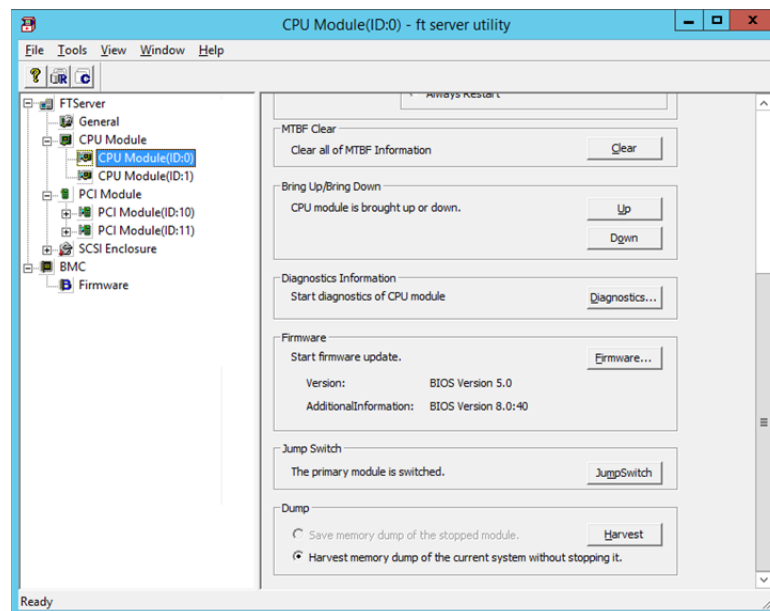 CPU Module(ID:0) - ft server utility
File Tools View Window Help
FTServer
General
CPU Module
CPU Module(ID:0)
CPU Module(ID:1)
PCI Module
PCI Module(ID:10)
PCI Module(ID:11)
SCSI Enclosure
BMC
Firmware
Always Restart
MTBF Clear
Clear all of MTBF Information Clear
Bring Up/Bring Down
CPU module is brought up or down. Up
Down
Diagnostics Information
Start diagnostics of CPU module Diagnostics...
Firmware
Start firmware update. Firmware...
Version: BIOS Version 5.0
AdditionalInformation: BIOS Version 8.0:40
Jump Switch
The primary module is switched. JumpSwitch
Dump
Save memory dump of the stopped module. Harvest
Harvest memory dump of the current system without stopping it.
Ready